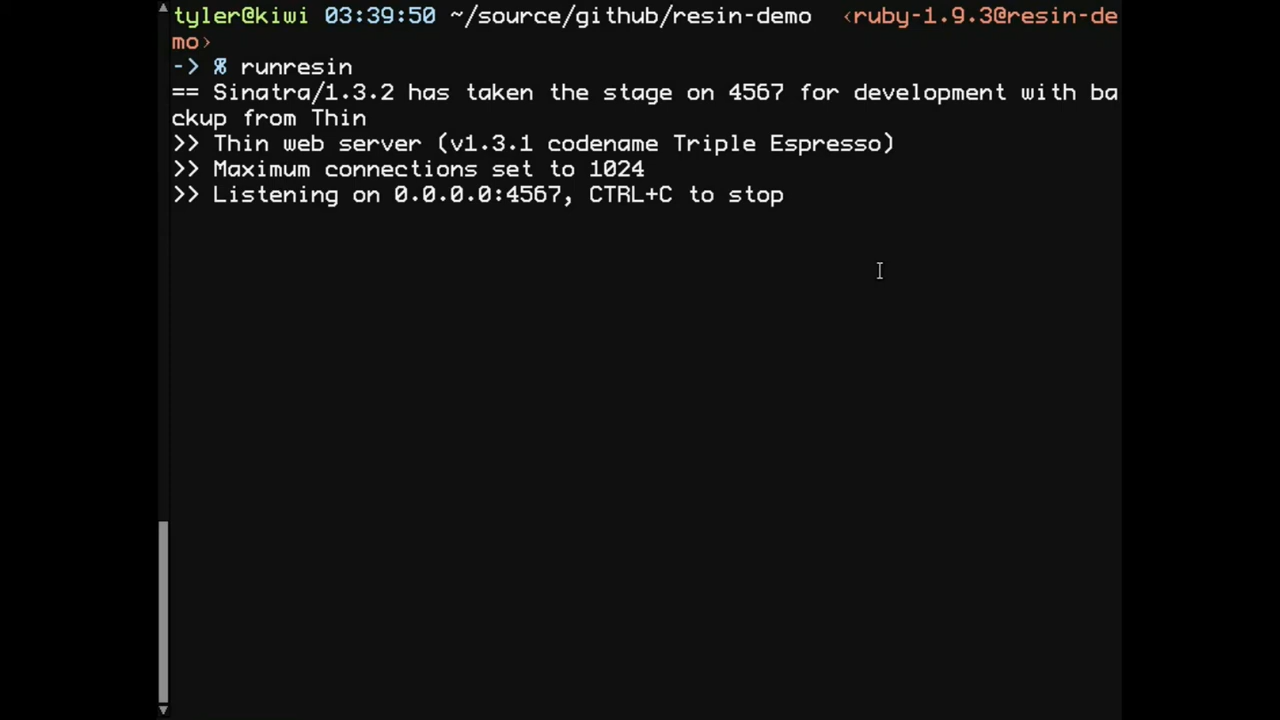 tyler@kiwi 03:39:50 ~/source/github/resin-demo  ‹ruby-1.9.3@resin-de
mo›
-> % runresin
== Sinatra/1.3.2 has taken the stage on 4567 for development with ba
ckup from Thin
>> Thin web server (v1.3.1 codename Triple Espresso)
>> Maximum connections set to 1024
>> Listening on 0.0.0.0:4567, CTRL+C to stop